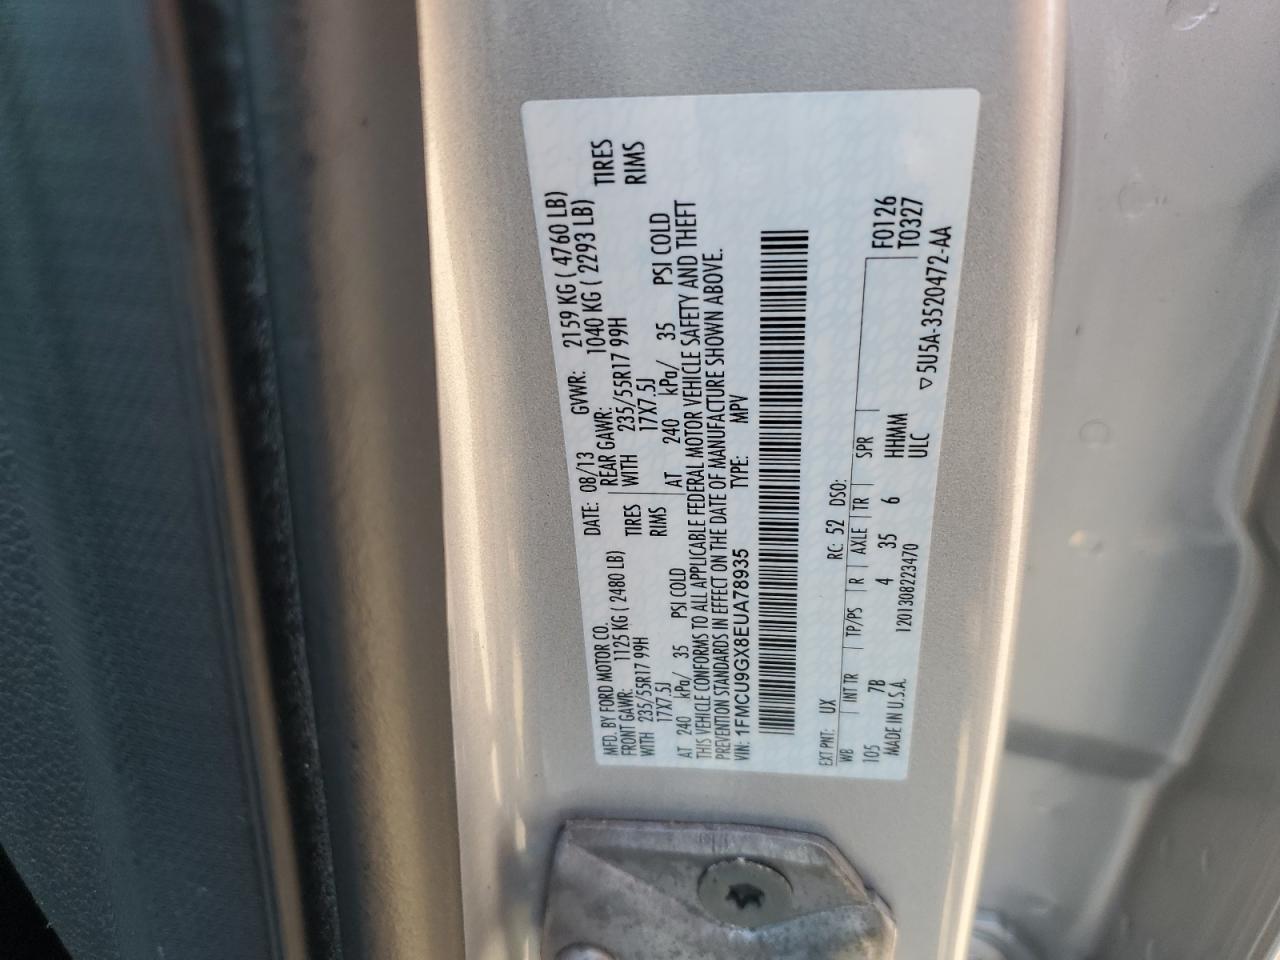 MFD. BY FORD MOTOR CO.
DATE: 08/13 GVWR: 2159 KG ( 4760 LB)
FRONT GAWR: 1125 KG ( 2480 LB) REAR GAWR: 1040 KG ( 2293 LB)
WITH 235/55R17 99H TIRES WITH 235/55R17 99H TIRES
17X7.5J RIMS 17X7.5J RIMS
AT 240 kPa/ 35 PSI COLD AT 240 kPa/ 35 PSI COLD
THIS VEHICLE CONFORMS TO ALL APPLICABLE FEDERAL MOTOR VEHICLE SAFETY AND THEFT
PREVENTION STANDARDS IN EFFECT ON THE DATE OF MANUFACTURE SHOWN ABOVE.
VIN: 1FMCU9GX8EUA78935 TYPE: MPV
EXT PNT: UX RC: 52 DSO:
WB INT TR TP/PS R AXLE TR SPR
F0126
105 7B 4 35 6 HHMM T0327
MADE IN U.S.A. 1201308223470 ULC
▽5U5A-3520472-AA